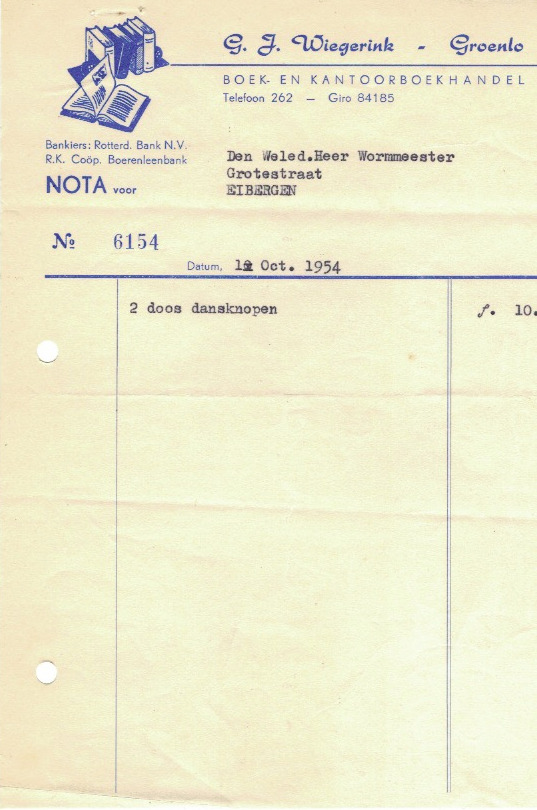 G. J. Wiegerink - Groenlo
BOEK- EN KANTOORBOEKHANDEL
Telefoon 262 — Giro 84185
Bankiers: Rotterd. Bank N.V.
R.K. Coöp. Boerenleenbank
NOTA voor
Den Weled.Heer Wormmeester
Grotestraat
EIBERGEN
№ 6154
Datum, 12 Oct. 1954
2 doos dansknopen f. 10.